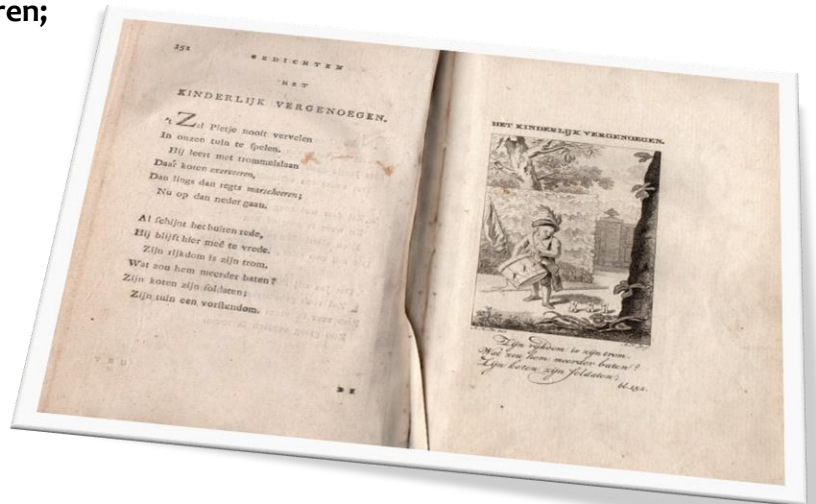 ren;
252
GEDICHTEN
HET
KINDERLIJK VERGENOEGEN.
't Zal Pietje nooit vervelen
In onzen tuin te ſpelen.
Hij leert met trommelslaan
Daar koten exerceeren,
Dan lings dan regts marscheeren;
Nu op dan neder gaan.
Al ſchijnt het buiten rede,
Hij blijft hier meê te vrede.
Zijn rijkdom is zijn trom.
Wat zou hem meerder baten?
Zijn koten zijn ſoldaten;
Zijn tuin een vorſtendom.
HET KINDERLIJK VERGENOEGEN.
Zijn rijkdom is zijn trom.
Wat zou hem meerder baten?
Zijn koten zijn ſoldaten;
bl. 252.